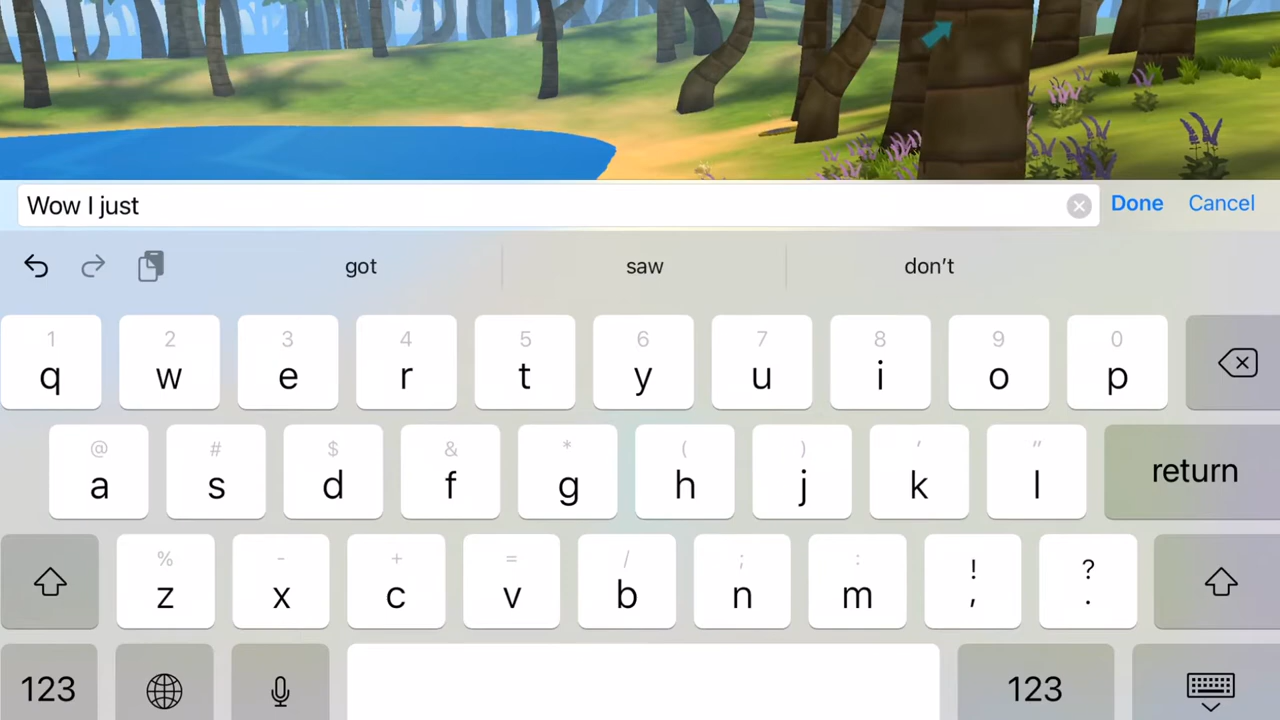 Wow I just
Done
Cancel
got
saw
don't
1 2 3 4 5 6 7 8 9 0
q w e r t y u i o p
@ # $ & * ( ) ' "
a s d f g h j k l
return
% - + = / ; : ! ?
z x c v b n m , .
123
123